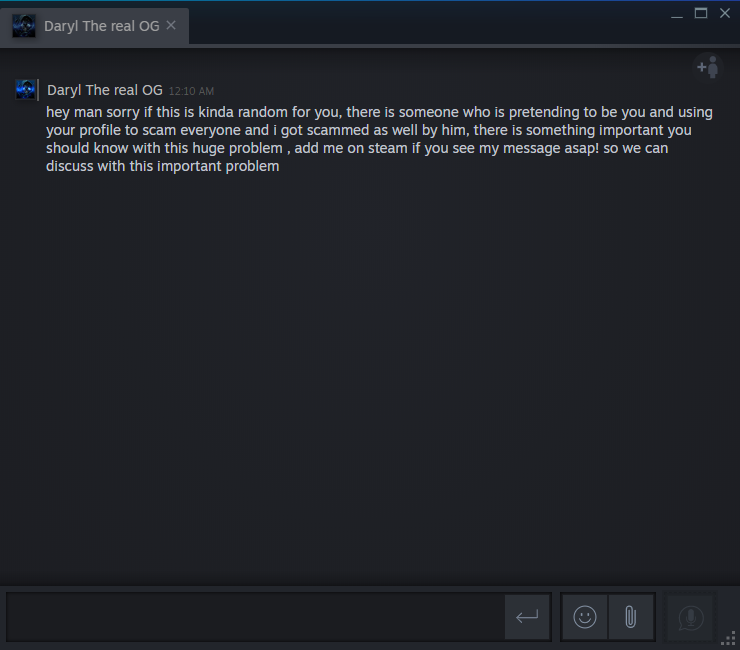 Daryl The real OG
Daryl The real OG 12:10 AM
hey man sorry if this is kinda random for you, there is someone who is pretending to be you and using
your profile to scam everyone and i got scammed as well by him, there is something important you
should know with this huge problem , add me on steam if you see my message asap! so we can
discuss with this important problem